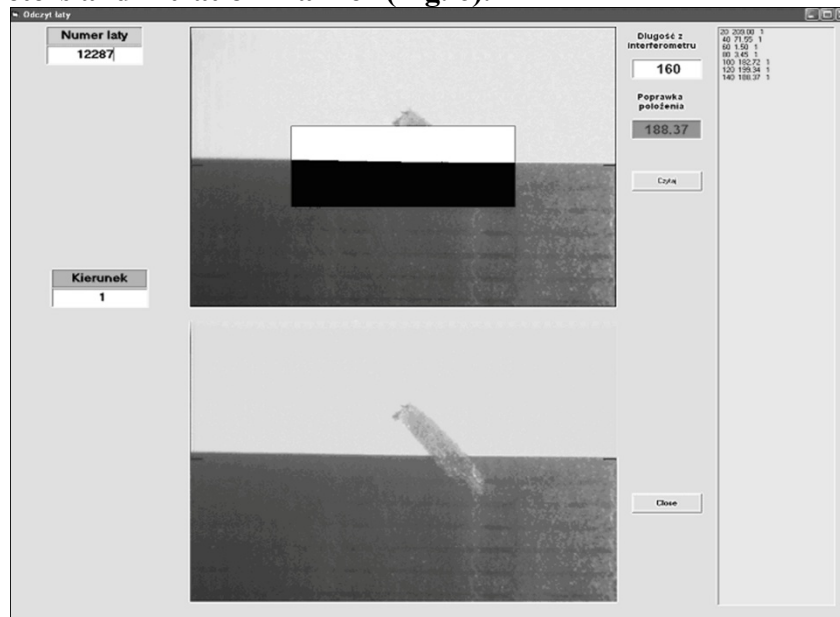 Odczyt laty
Numer laty
12287
Kierunek
1
Długość z
interferometru
160
Poprawka
położenia
188.37
Czytaj
Close
20 209.00 1
40 71.55 1
60 1.50 1
80 3.45 1
100 182.72 1
120 199.34 1
140 188.37 1